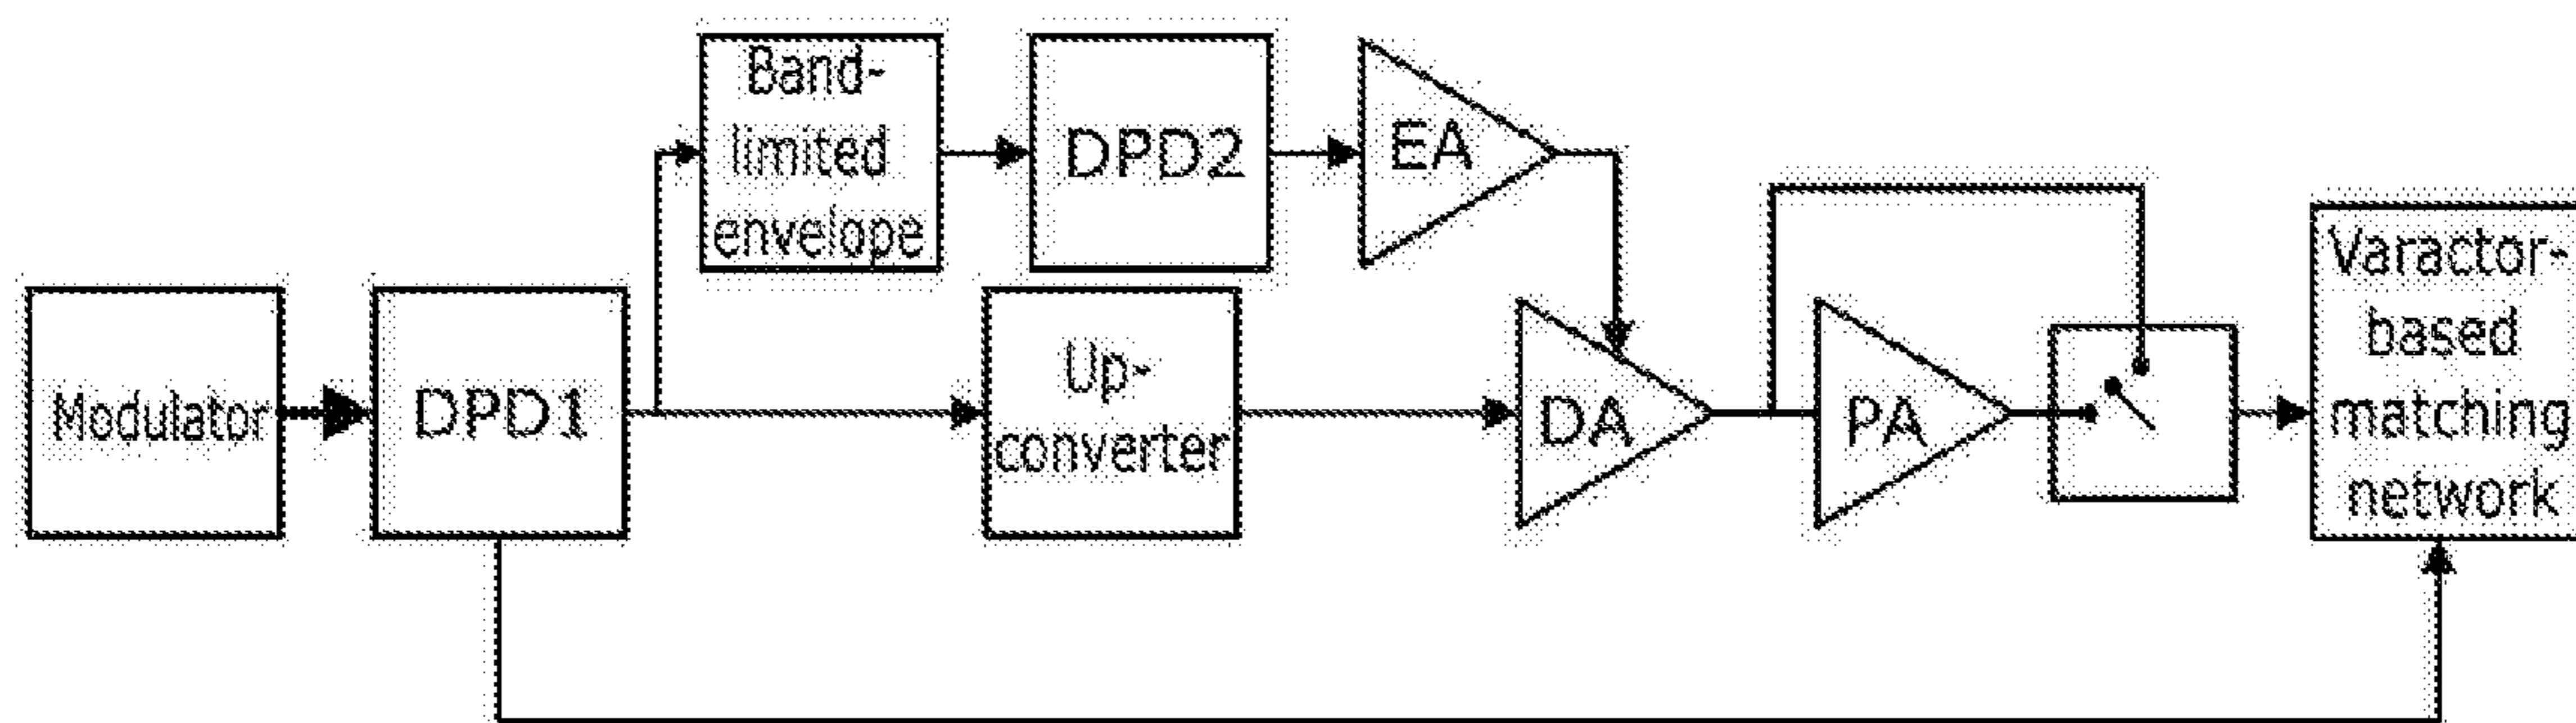 Band-
limited
envelope
DPD2
EA
Modulator
DPD1
Up-
converter
DA
PA
Varactor-
based
matching
network